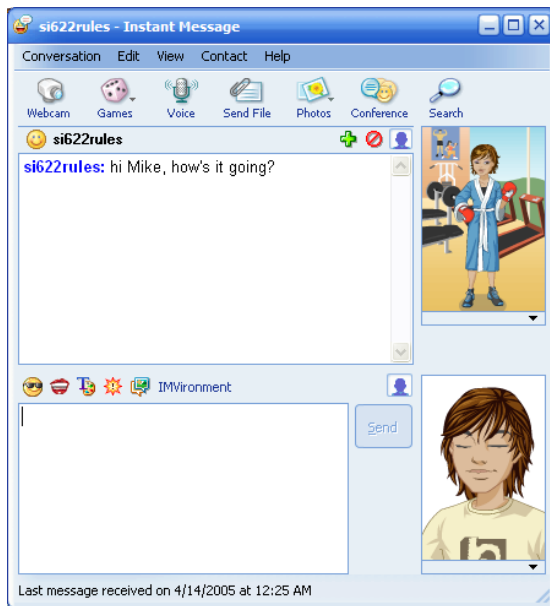 si622rules - Instant Message
Conversation Edit View Contact Help
Webcam Games Voice Send File Photos Conference Search
si622rules
si622rules: hi Mike, how's it going?
IMVironment
Send
Last message received on 4/14/2005 at 12:25 AM